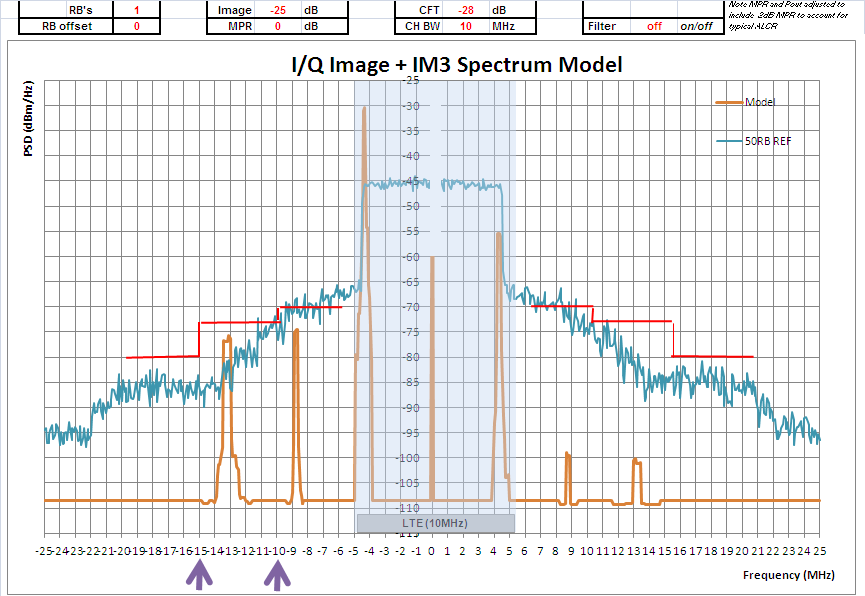 RB's 1 Image -25 dB CFT -28 dB
RB offset 0 MPR 0 dB CH BW 10 MHz Filter off on/off
Note MPR and Pout adjusted to
include .3dB MPR to account for
typical ALCR
I/Q Image + IM3 Spectrum Model
PSD (dBm/Hz)
-25
-30
-35
-40
-45
-50
-55
-60
-65
-70
-75
-80
-85
-90
-95
-100
-105
-110
-115
Model
50RB REF
LTE (10MHz)
-25 -24 -23 -22 -21 -20 -19 -18 -17 -16 -15 -14 -13 -12 -11 -10 -9 -8 -7 -6 -5 -4 -3 -2 -1 0 1 2 3 4 5 6 7 8 9 10 11 12 13 14 15 16 17 18 19 20 21 22 23 24 25
Frequency (MHz)